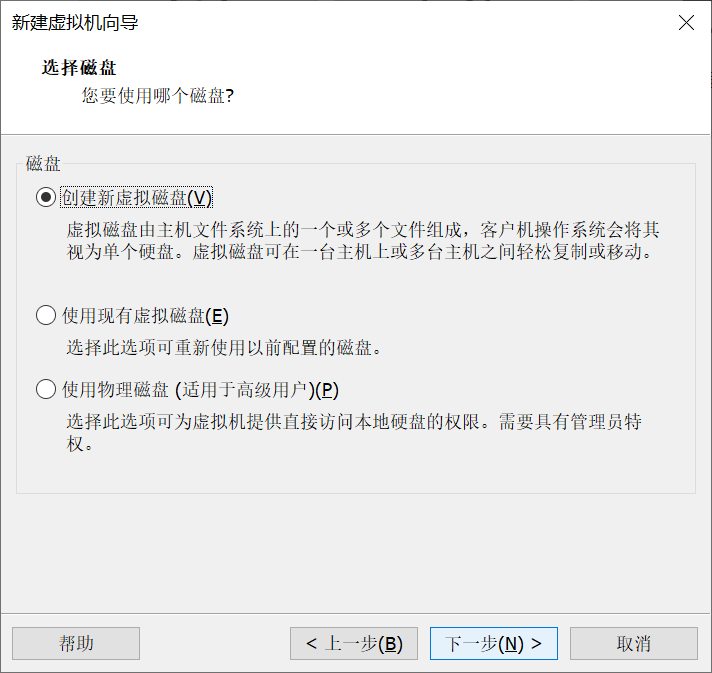 新建虚拟机向导
选择磁盘
您要使用哪个磁盘?
磁盘
创建新虚拟磁盘(V)
虚拟磁盘由主机文件系统上的一个或多个文件组成，客户机操作系统会将其
视为单个硬盘。虚拟磁盘可在一台主机上或多台主机之间轻松复制或移动。
使用现有虚拟磁盘(E)
选择此选项可重新使用以前配置的磁盘。
使用物理磁盘 (适用于高级用户)(P)
选择此选项可为虚拟机提供直接访问本地硬盘的权限。需要具有管理员特
权。
帮助
< 上一步(B)
下一步(N) >
取消